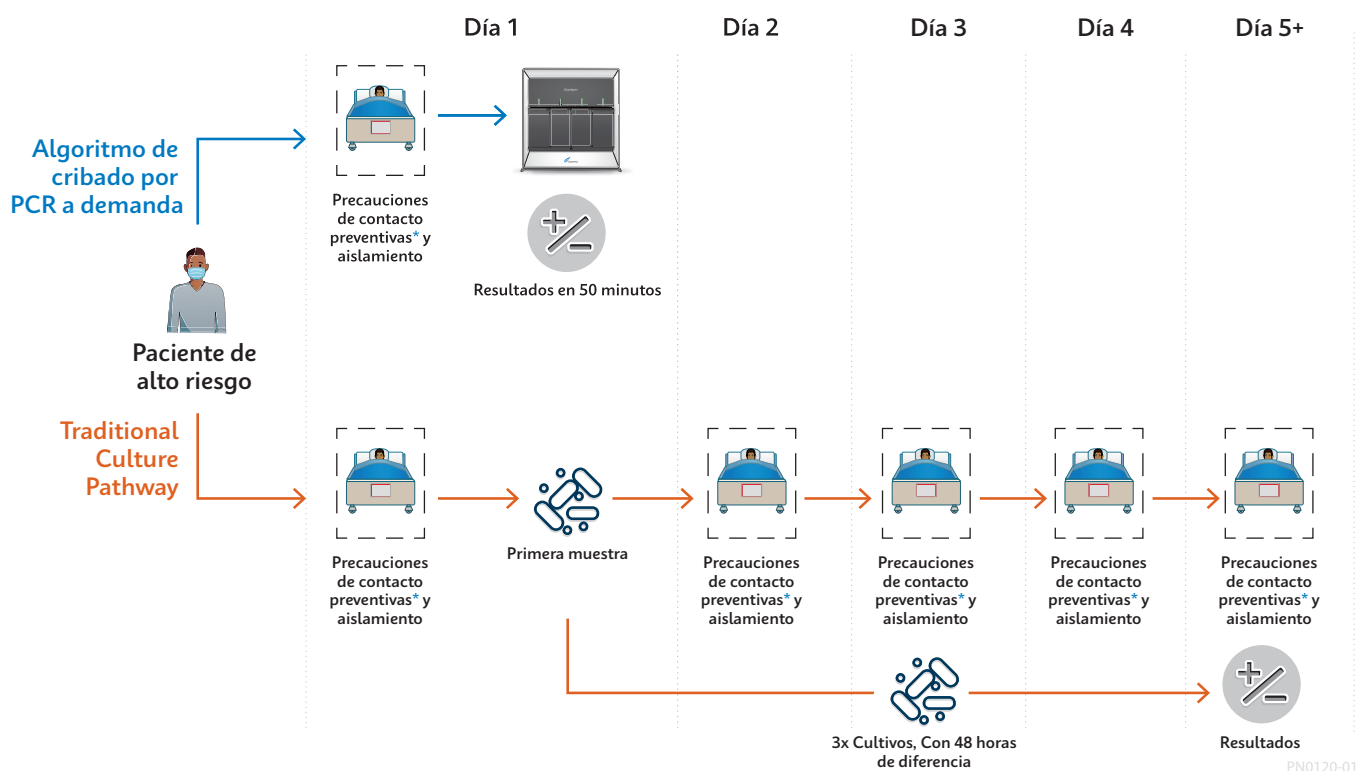 Día 1
Día 2
Día 3
Día 4
Día 5+
Algoritmo de
cribado por
PCR a demanda
Precauciones
de contacto
preventivas* y
aislamiento
Resultados en 50 minutos
Paciente de
alto riesgo
Traditional
Culture
Pathway
Precauciones
de contacto
preventivas* y
aislamiento
Primera muestra
Precauciones
de contacto
preventivas* y
aislamiento
Precauciones
de contacto
preventivas* y
aislamiento
Precauciones
de contacto
preventivas* y
aislamiento
Precauciones
de contacto
preventivas* y
aislamiento
3x Cultivos, Con 48 horas
de diferencia
Resultados
PN0120-01